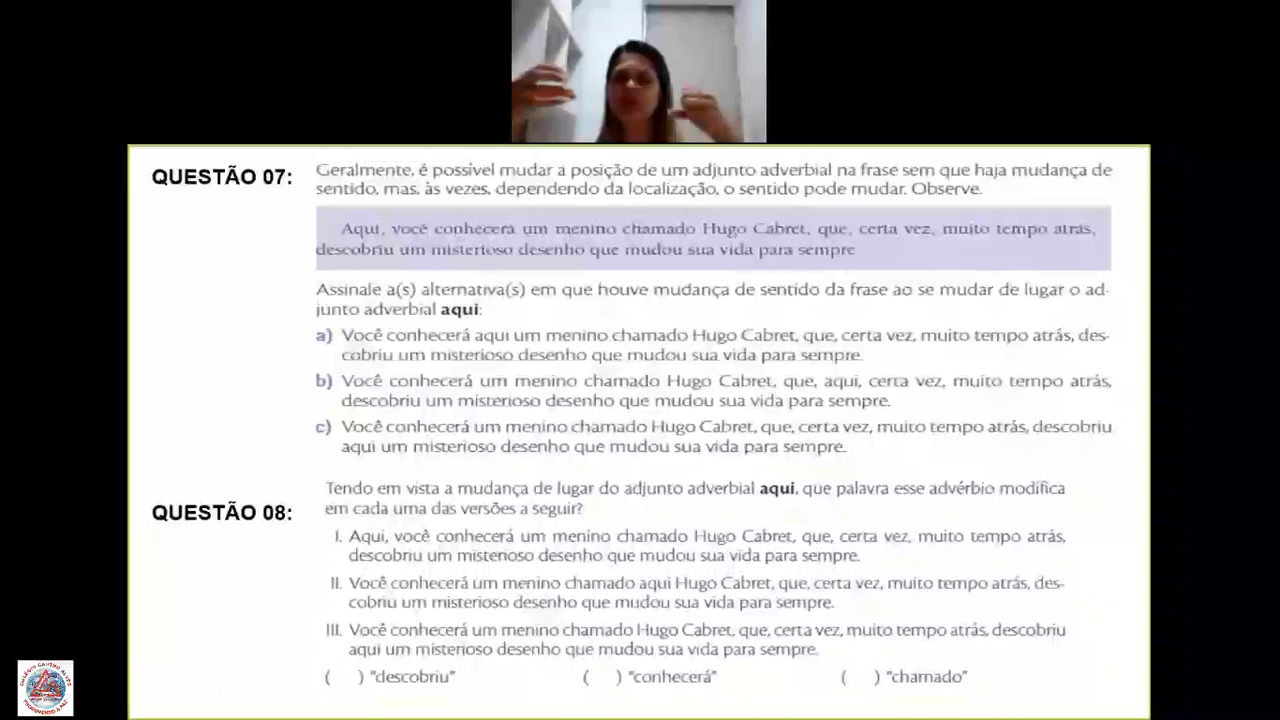 QUESTÃO 07:
Geralmente, é possível mudar a posição de um adjunto adverbial na frase sem que haja mudança de
sentido, mas, às vezes, dependendo da localização, o sentido pode mudar. Observe.
Aqui, você conhecerá um menino chamado Hugo Cabret, que, certa vez, muito tempo atrás,
descobriu um misterioso desenho que mudou sua vida para sempre
Assinale a(s) alternativa(s) em que houve mudança de sentido da frase ao se mudar de lugar o ad-
junto adverbial aqui:
a) Você conhecerá aqui um menino chamado Hugo Cabret, que, certa vez, muito tempo atrás, des-
cobriu um misterioso desenho que mudou sua vida para sempre.
b) Você conhecerá um menino chamado Hugo Cabret, que, aqui, certa vez, muito tempo atrás,
descobriu um misterioso desenho que mudou sua vida para sempre.
c) Você conhecerá um menino chamado Hugo Cabret, que, certa vez, muito tempo atrás, descobriu
aqui um misterioso desenho que mudou sua vida para sempre.
QUESTÃO 08:
Tendo em vista a mudança de lugar do adjunto adverbial aqui, que palavra esse advérbio modifica
em cada uma das versões a seguir?
I. Aqui, você conhecerá um menino chamado Hugo Cabret, que, certa vez, muito tempo atrás,
descobriu um misterioso desenho que mudou sua vida para sempre.
II. Você conhecerá um menino chamado aqui Hugo Cabret, que, certa vez, muito tempo atrás, des-
cobriu um misterioso desenho que mudou sua vida para sempre.
III. Você conhecerá um menino chamado Hugo Cabret, que, certa vez, muito tempo atrás, descobriu
aqui um misterioso desenho que mudou sua vida para sempre.
( ) "descobriu" ( ) "conhecerá" ( ) "chamado"